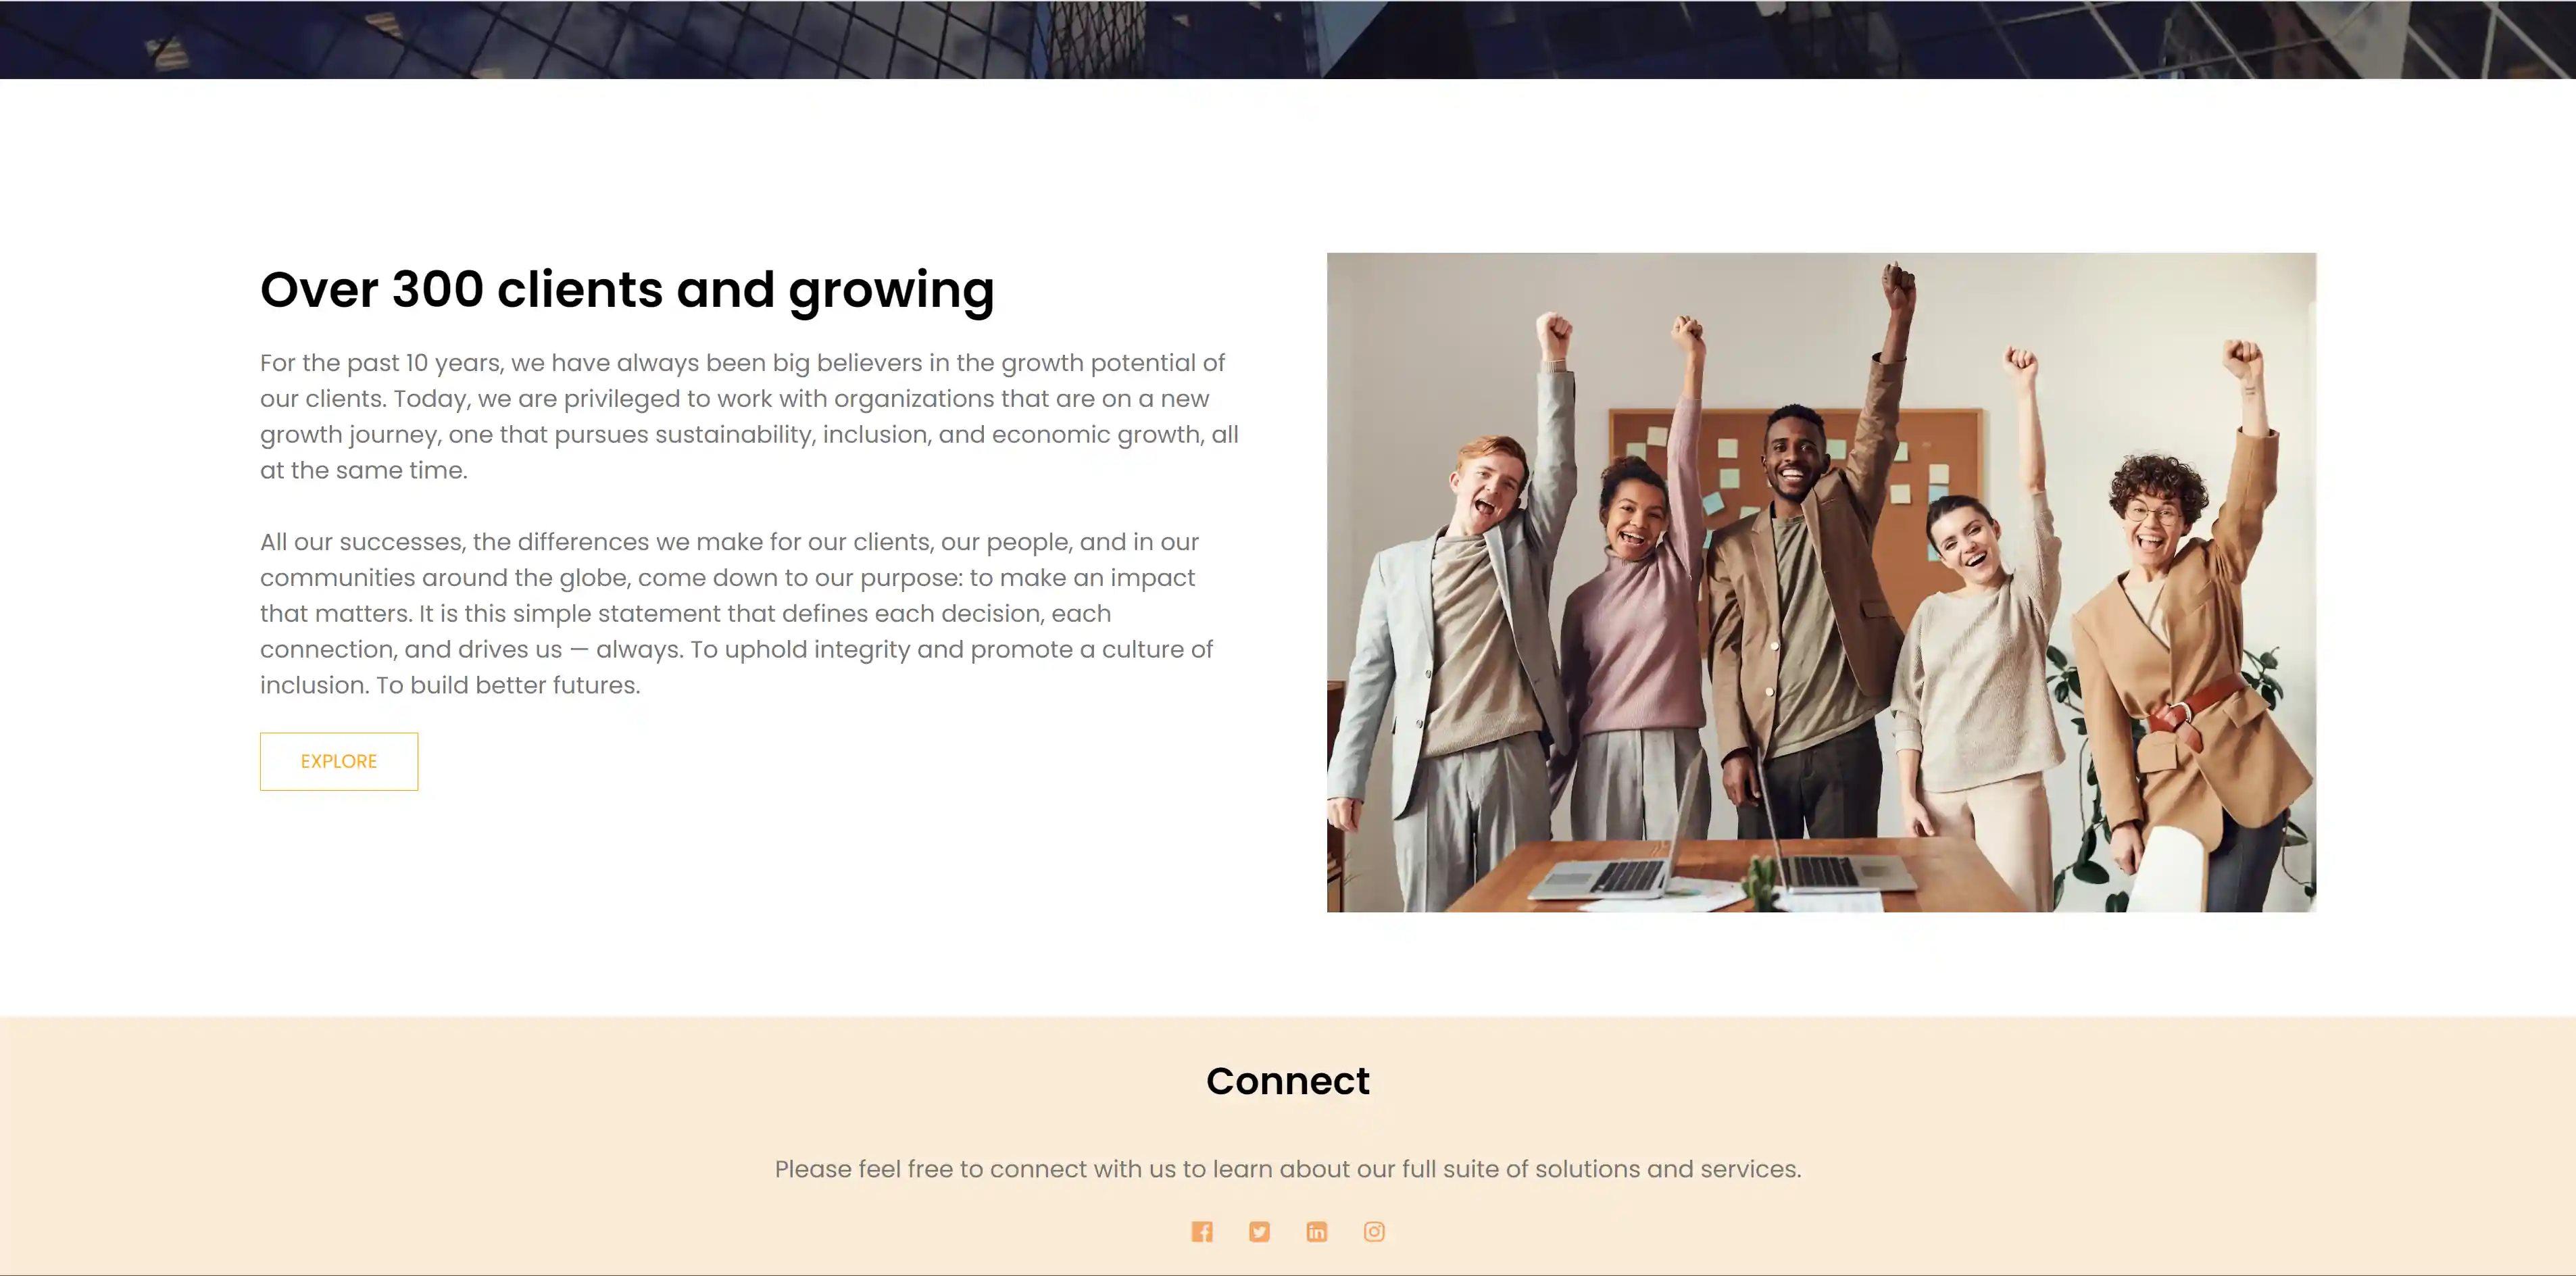 Over 300 clients and growing
For the past 10 years, we have always been big believers in the growth potential of
our clients. Today, we are privileged to work with organizations that are on a new
growth journey, one that pursues sustainability, inclusion, and economic growth, all
at the same time.
All our successes, the differences we make for our clients, our people, and in our
communities around the globe, come down to our purpose: to make an impact
that matters. It is this simple statement that defines each decision, each
connection, and drives us — always. To uphold integrity and promote a culture of
inclusion. To build better futures.
EXPLORE
Connect
Please feel free to connect with us to learn about our full suite of solutions and services.